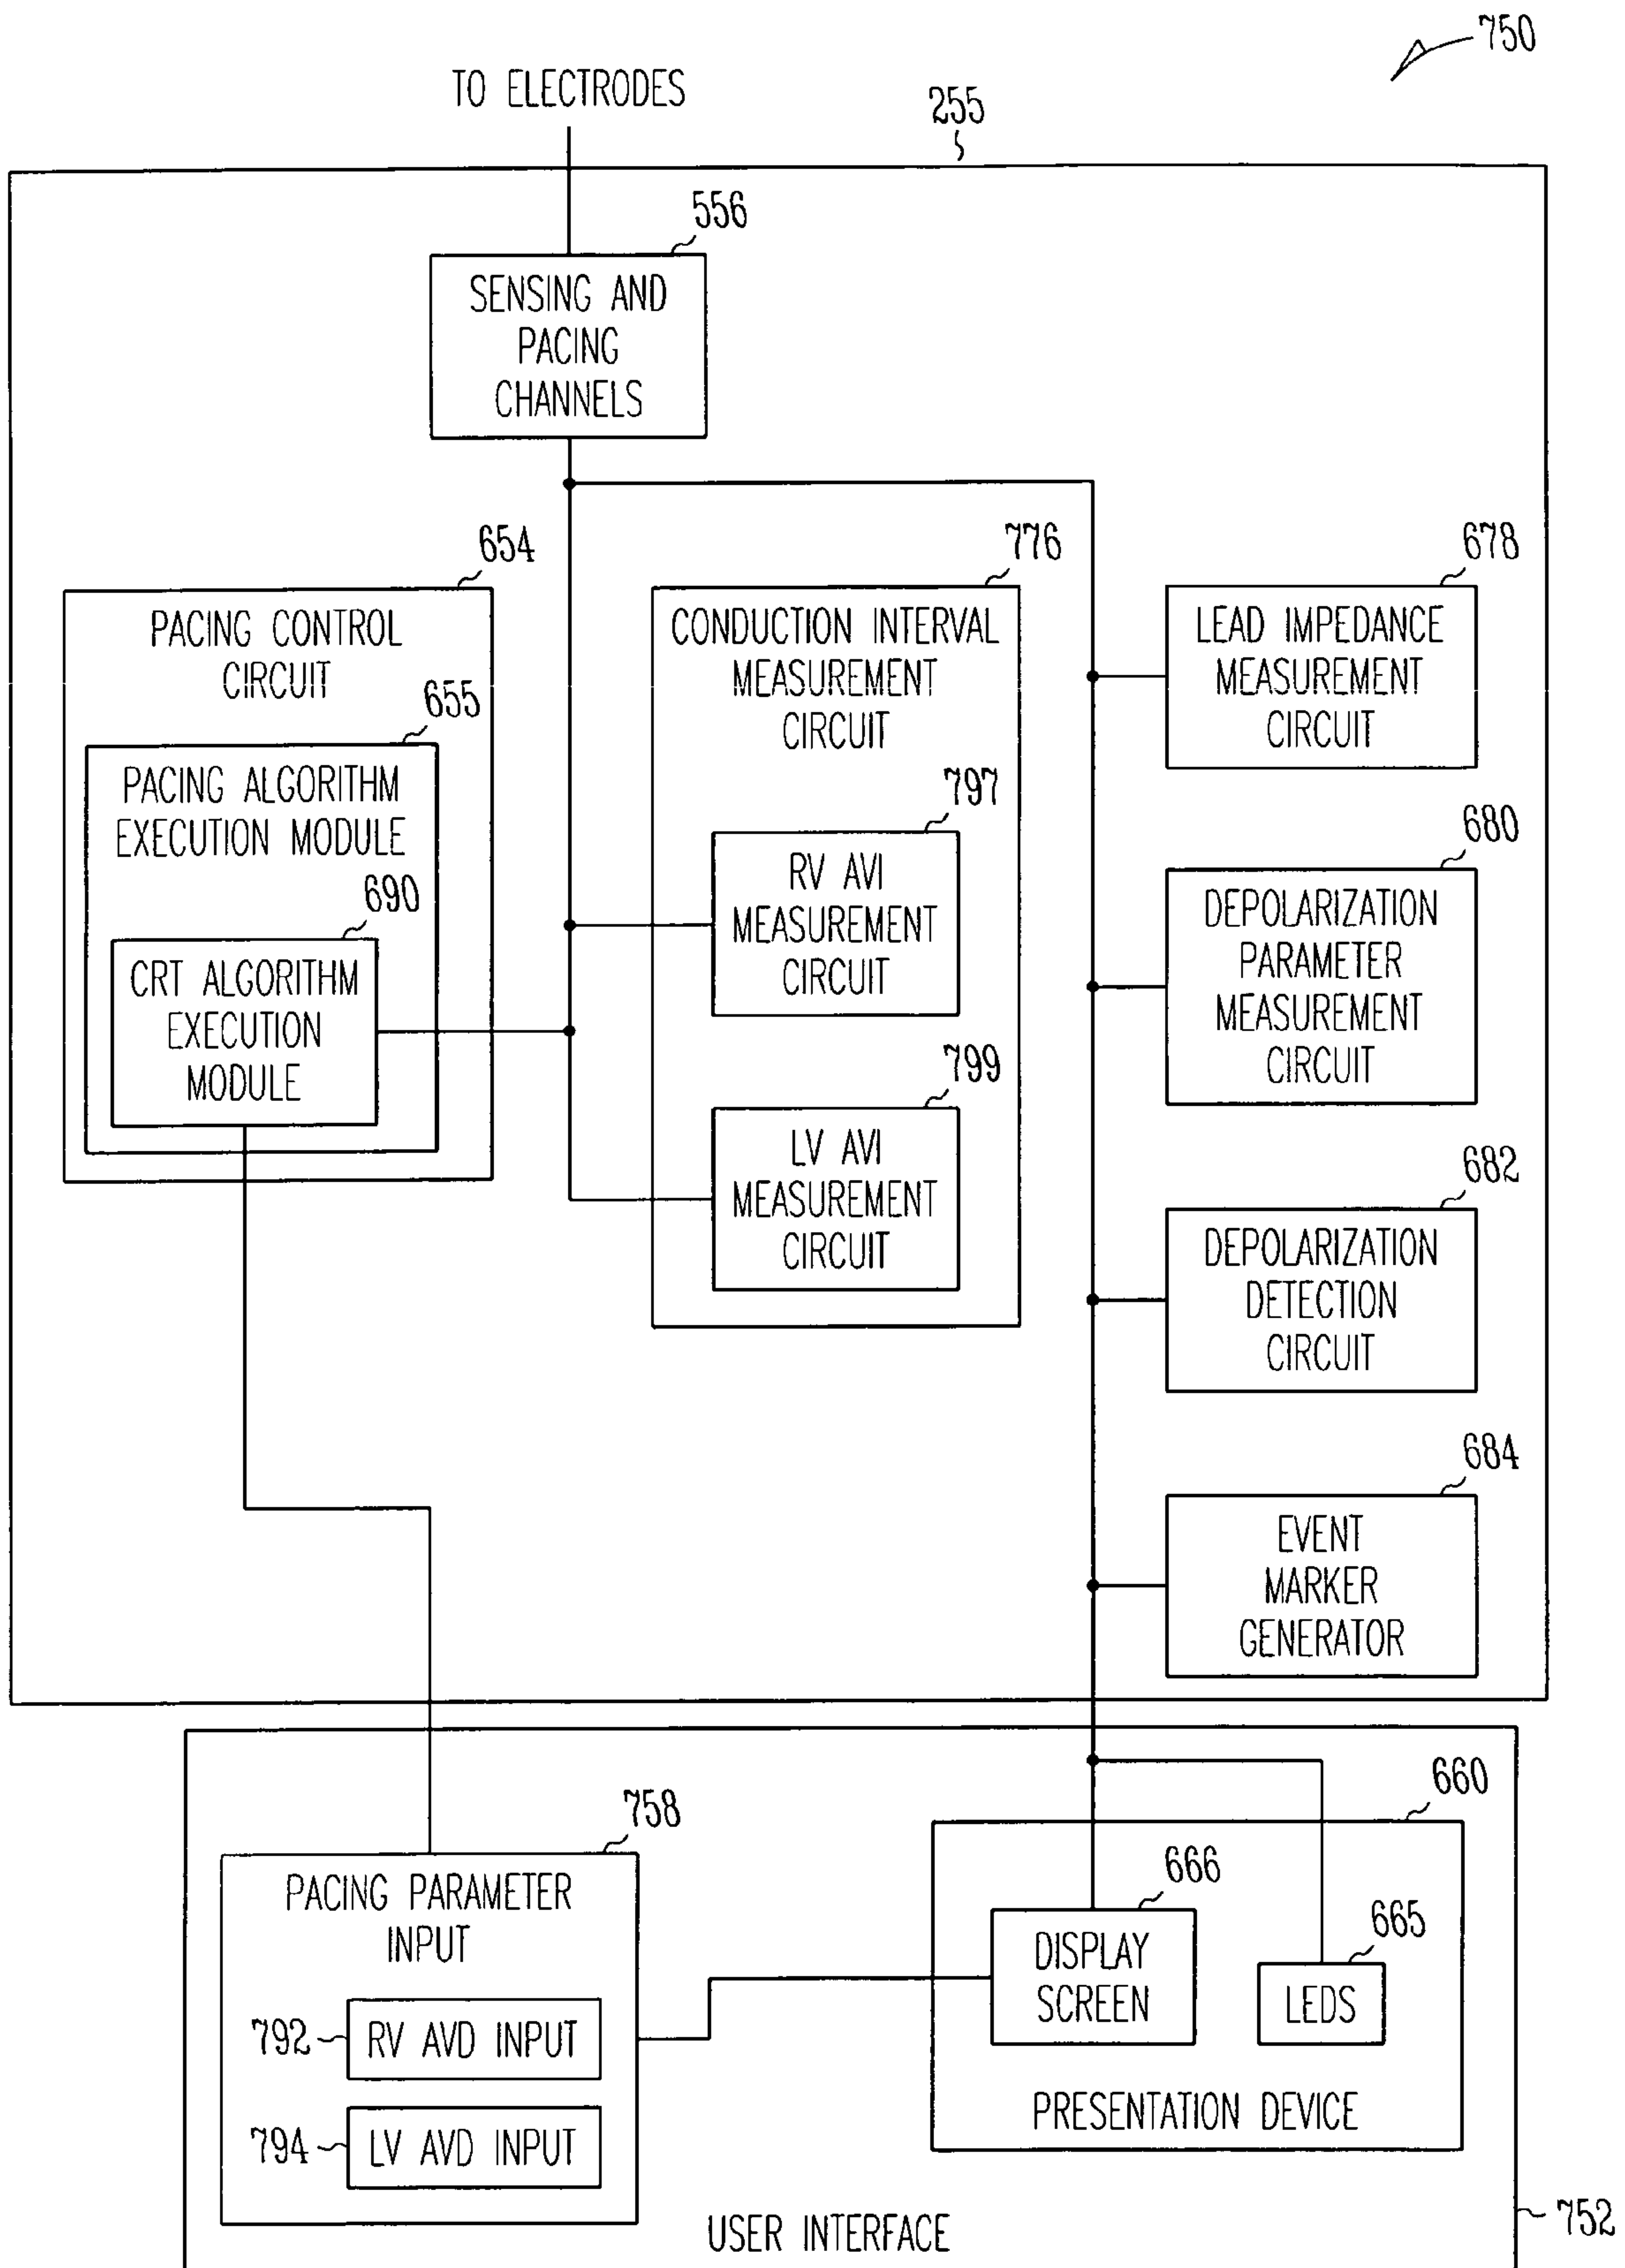 750
TO ELECTRODES
255
556
SENSING AND
PACING
CHANNELS
654
PACING CONTROL
CIRCUIT
655
PACING ALGORITHM
EXECUTION MODULE
690
CRT ALGORITHM
EXECUTION
MODULE
776
CONDUCTION INTERVAL
MEASUREMENT
CIRCUIT
797
RV AVI
MEASUREMENT
CIRCUIT
799
LV AVI
MEASUREMENT
CIRCUIT
678
LEAD IMPEDANCE
MEASUREMENT
CIRCUIT
680
DEPOLARIZATION
PARAMETER
MEASUREMENT
CIRCUIT
682
DEPOLARIZATION
DETECTION
CIRCUIT
684
EVENT
MARKER
GENERATOR
758
PACING PARAMETER
INPUT
792
RV AVD INPUT
794
LV AVD INPUT
660
666
DISPLAY
SCREEN
665
LEDS
PRESENTATION DEVICE
USER INTERFACE
752